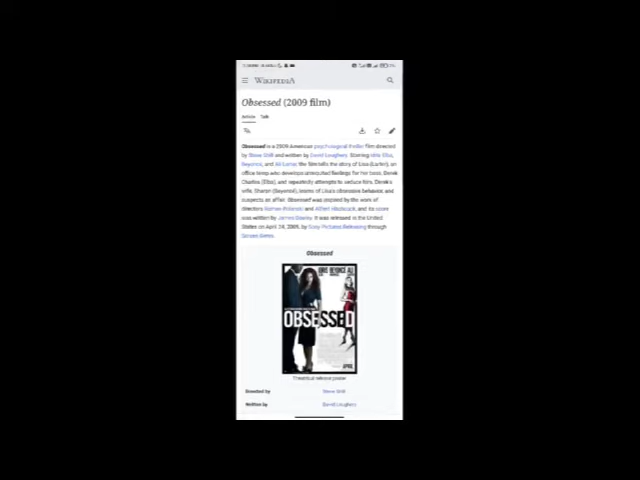 WIKIPEDIA
Obsessed (2009 film)
Article Talk
Obsessed is a 2009 American psychological thriller film directed
by Steve Shill and written by David Loughery. Starring Idris Elba,
Beyoncé, and Ali Larter, the film tells the story of Lisa (Larter), an
office temp who develops attracted feelings for her boss, Derek
Charles (Elba), and repeatedly attempts to seduce him. Derek's
wife, Sharon (Beyoncé), learns of Lisa's obsessive behavior, and
suspects an affair. Obsessed was inspired by the work of
directors Roman Polanski and Alfred Hitchcock, and its score
was written by James Dooley. It was released in the United
States on April 24, 2009, by Sony Pictures Releasing through
Screen Gems.
Obsessed
IDRIS BEYONCÉ ALI
OBSESSED
APRIL
Theatrical release poster
Directed by Steve Shill
Written by David Loughery